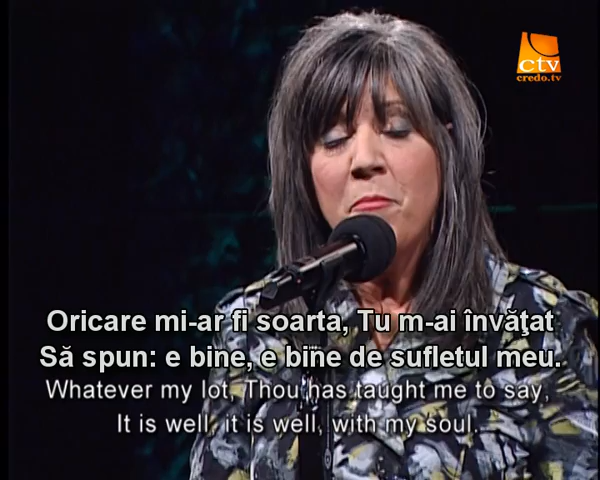 ctv
credo.tv
Oricare mi-ar fi soarta, Tu m-ai învăţat
Să spun: e bine, e bine de sufletul meu.
Whatever my lot, Thou has taught me to say,
It is well, it is well, with my soul.